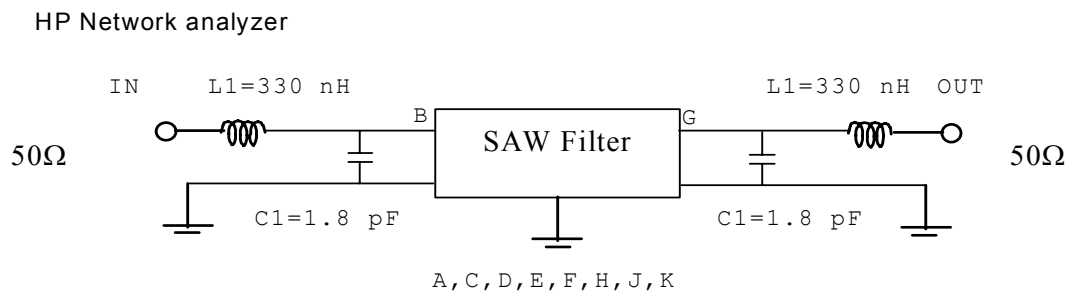 HP Network analyzer
IN L1=330 nH L1=330 nH OUT
B SAW Filter G
50Ω 50Ω
C1=1.8 pF C1=1.8 pF
A,C,D,E,F,H,J,K